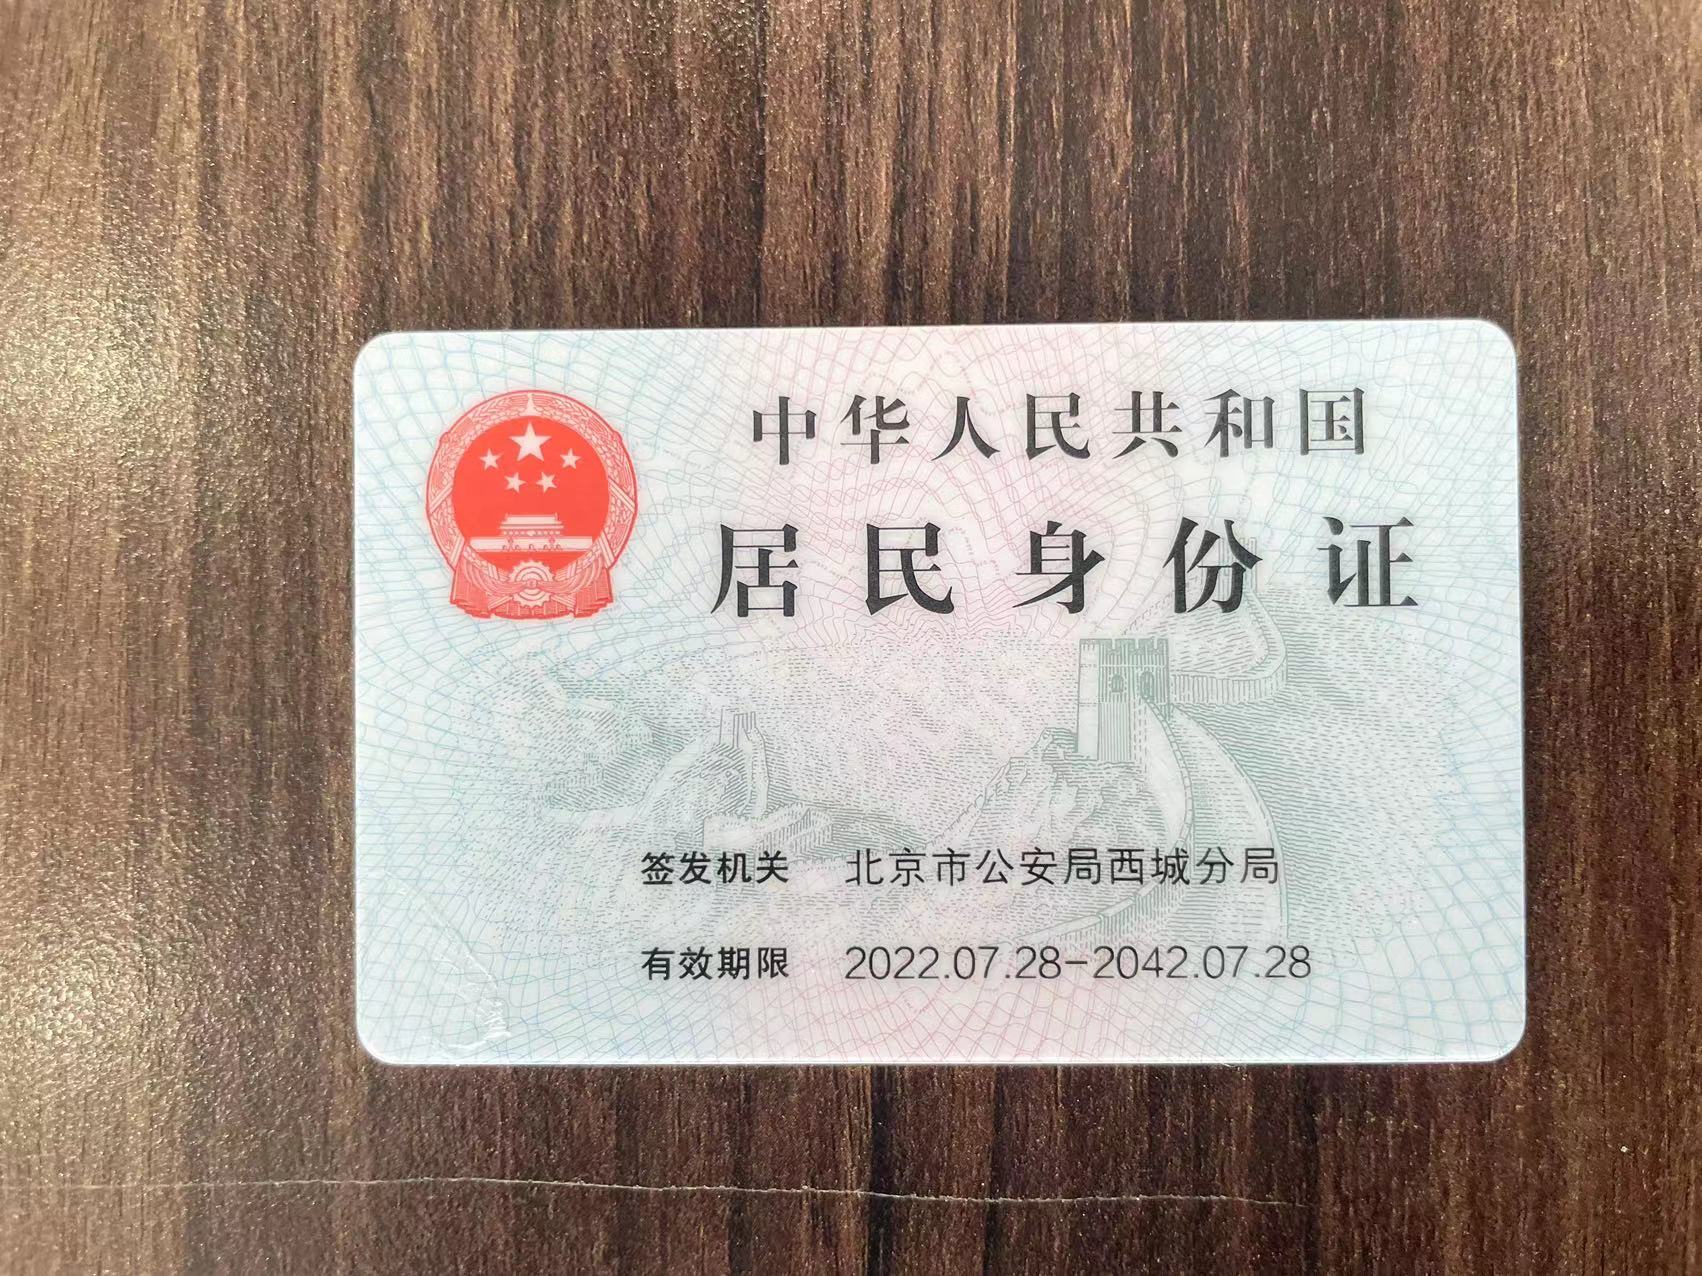 中华人民共和国
居民身份证
签发机关 北京市公安局西城分局
有效期限 2022.07.28-2042.07.28